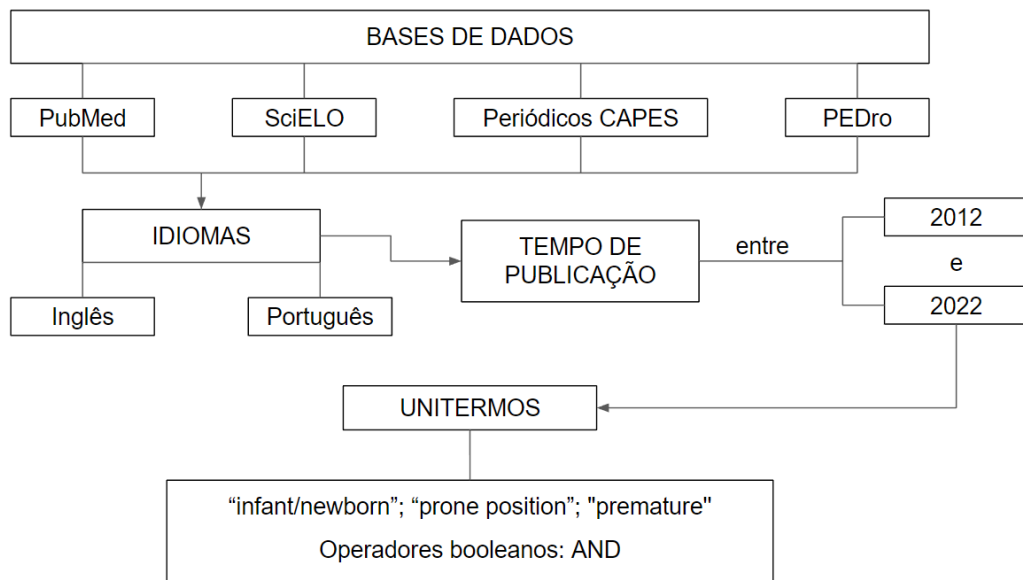 BASES DE DADOS
PubMed
SciELO
Periódicos CAPES
PEDro
IDIOMAS
Inglês
Português
TEMPO DE
PUBLICAÇÃO
entre
2012
e
2022
UNITERMOS
“infant/newborn”; “prone position”; "premature"
Operadores booleanos: AND